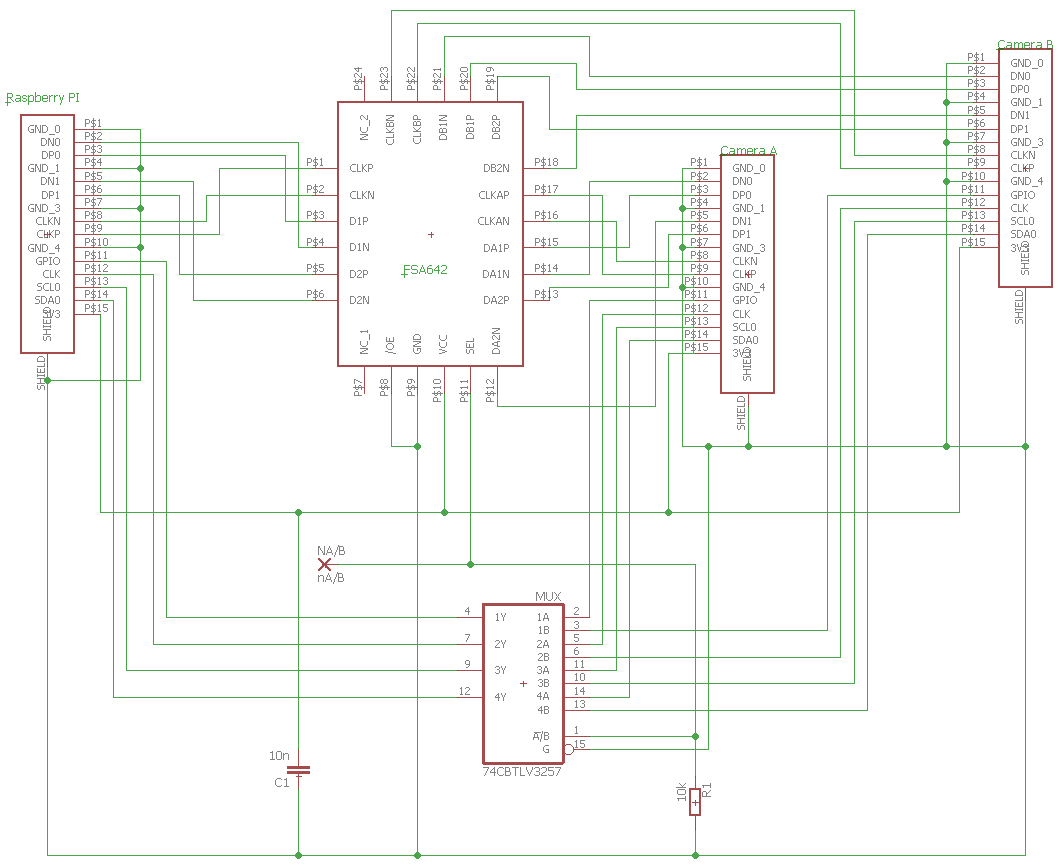 Raspberry PI
GND_0 P$1
DN0 P$2
DP0 P$3
GND_1 P$4
DN1 P$5
DP1 P$6
GND_3 P$7
CLKN P$8
CLKP P$9
GND_4 P$10
GPIO P$11
CLK P$12
SCL0 P$13
SDA0 P$14
3V3 P$15
SHIELD
SHIELD
P$24
P$23
P$22
P$21
P$20
P$19
NC_2
CLKBN
CLKBP
DB1N
DB1P
DB2P
P$1 CLKP
P$2 CLKN
P$3 D1P
P$4 D1N
P$5 D2P
P$6 D2N
FSA642
DB2N P$18
CLKAP P$17
CLKAN P$16
DA1P P$15
DA1N P$14
DA2P P$13
NC_1
/OE
GND
VCC
SEL
DA2N
P$7
P$8
P$9
P$10
P$11
P$12
Camera A
P$1 GND_0
P$2 DN0
P$3 DP0
P$4 GND_1
P$5 DN1
P$6 DP1
P$7 GND_3
P$8 CLKN
P$9 CLKP
P$10 GND_4
P$11 GPIO
P$12 CLK
P$13 SCL0
P$14 SDA0
P$15 3V3
SHIELD
SHIELD
Camera B
P$1 GND_0
P$2 DN0
P$3 DP0
P$4 GND_1
P$5 DN1
P$6 DP1
P$7 GND_3
P$8 CLKN
P$9 CLKP
P$10 GND_4
P$11 GPIO
P$12 CLK
P$13 SCL0
P$14 SDA0
P$15 3V3
SHIELD
SHIELD
NA/B
nA/B
MUX
4 1Y
7 2Y
9 3Y
12 4Y
1A 2
1B 3
2A 5
2B 6
3A 11
3B 10
4A 14
4B 13
A/B 1
G 15
74CBTLV3257
10n
C1
10k
R1